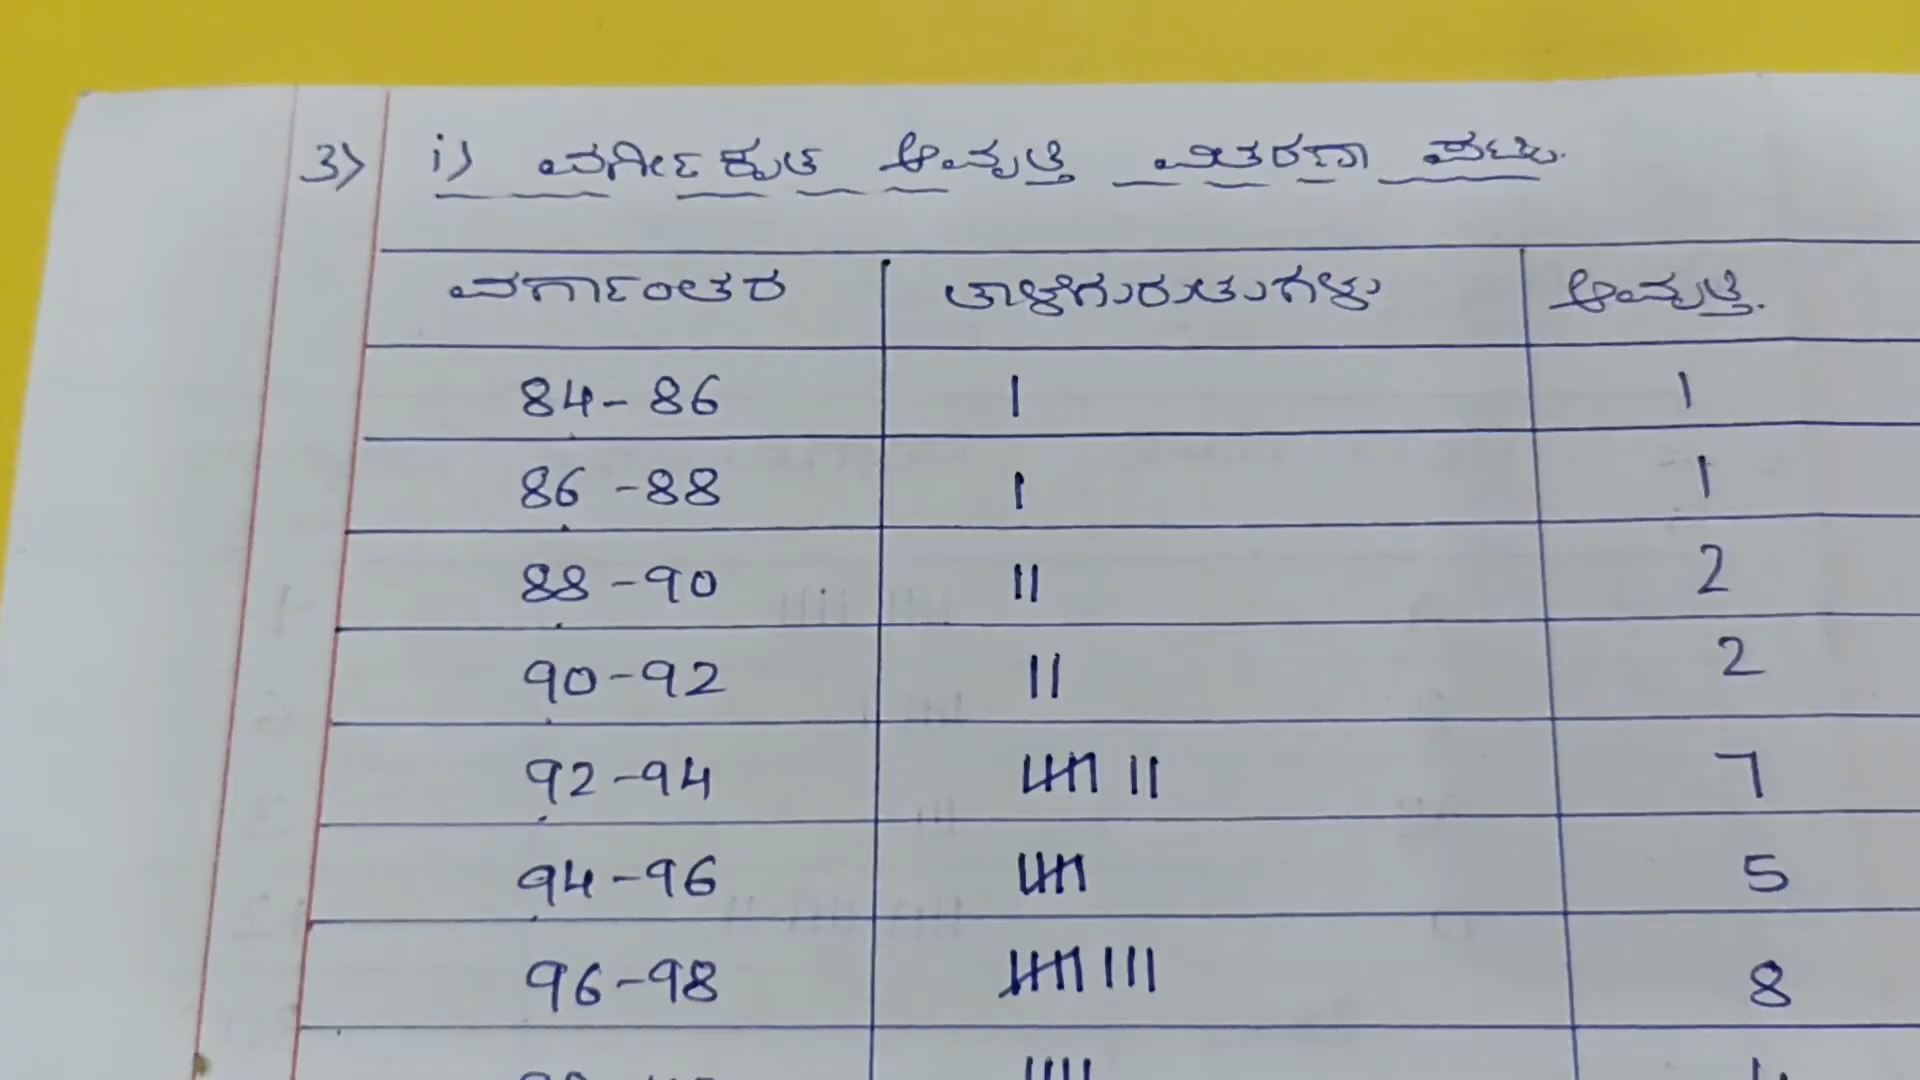 3) i) ವರ್ಗೀಕೃತ ಆವೃತ್ತಿ ವಿತರಣಾ ಪಟ್ಟಿ.
ವರ್ಗಾಂತರ ತಾಳೆಗುರುತುಗಳು ಆವೃತ್ತಿ.
84-86 | 1
86-88 | 1
88-90 || 2
90-92 || 2
92-94 |||| || 7
94-96 |||| 5
96-98 |||| ||| 8
||||